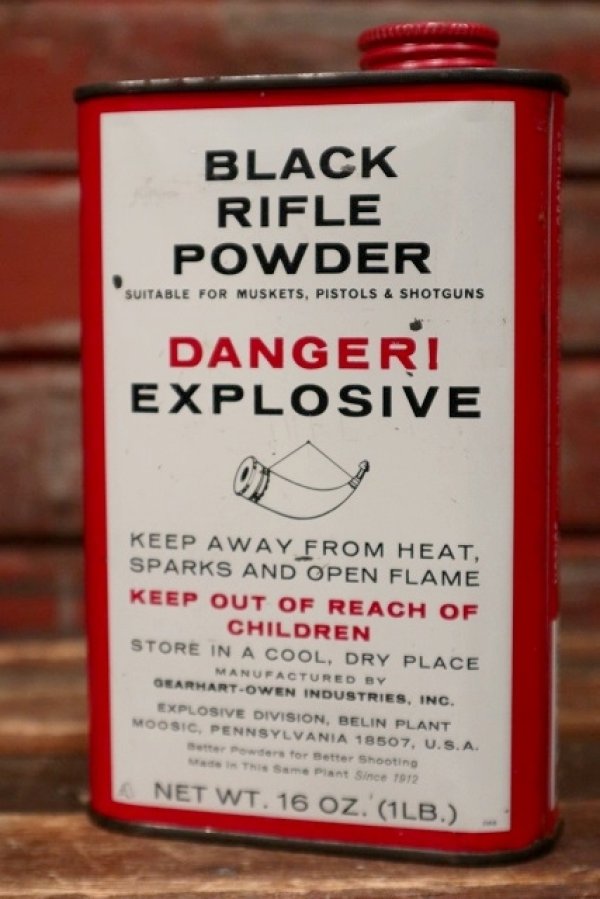 BLACK
RIFLE
POWDER
SUITABLE FOR MUSKETS, PISTOLS & SHOTGUNS
DANGER!
EXPLOSIVE
KEEP AWAY FROM HEAT,
SPARKS AND OPEN FLAME
KEEP OUT OF REACH OF
CHILDREN
STORE IN A COOL, DRY PLACE
MANUFACTURED BY
GEARHART-OWEN INDUSTRIES, INC.
EXPLOSIVE DIVISION, BELIN PLANT
MOOSIC, PENNSYLVANIA 18507, U.S.A.
Better Powders for Better Shooting
Made in This Same Plant Since 1912
NET WT. 16 OZ. (1LB.)